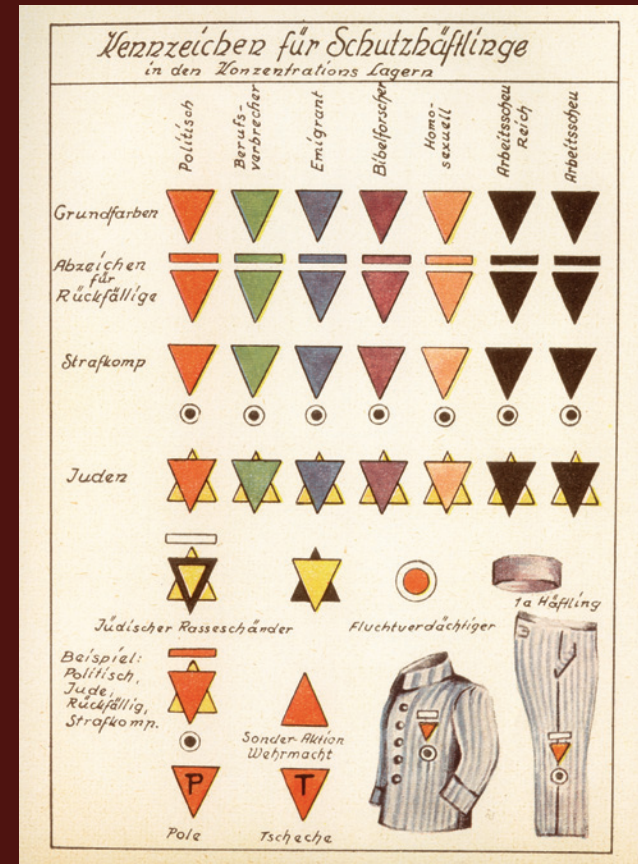 Kennzeichen für Schutzhäftlinge
in den Konzentrations Lagern
Politisch
Berufs-
verbrecher
Emigrant
Bibelforscher
Homo-
sexuell
Arbeitsscheu
Reich
Arbeitsscheu
Grundfarben
Abzeichen
für
Rückfällige
Strafkomp
Juden
Jüdischer Rasseschänder
Fluchtverdächtiger
1a Häftling
Beispiel:
Politisch,
Jude,
Rückfällig,
Strafkomp.
Sonder-Aktion
Wehrmacht
P
T
Pole
Tscheche